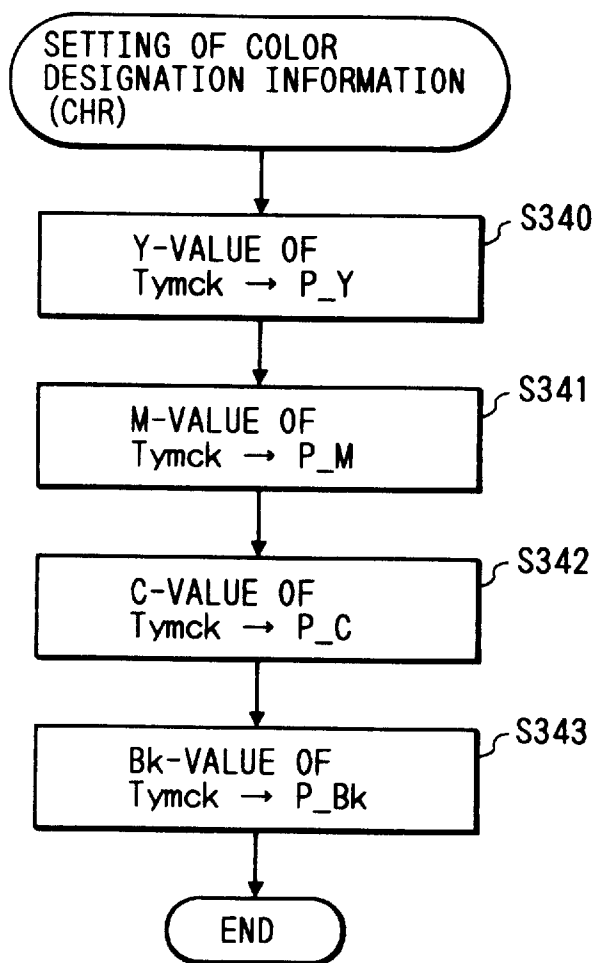 SETTING OF COLOR
DESIGNATION INFORMATION
(CHR)
S340
Y-VALUE OF
Tymck → P_Y
S341
M-VALUE OF
Tymck → P_M
S342
C-VALUE OF
Tymck → P_C
S343
Bk-VALUE OF
Tymck → P_Bk
END